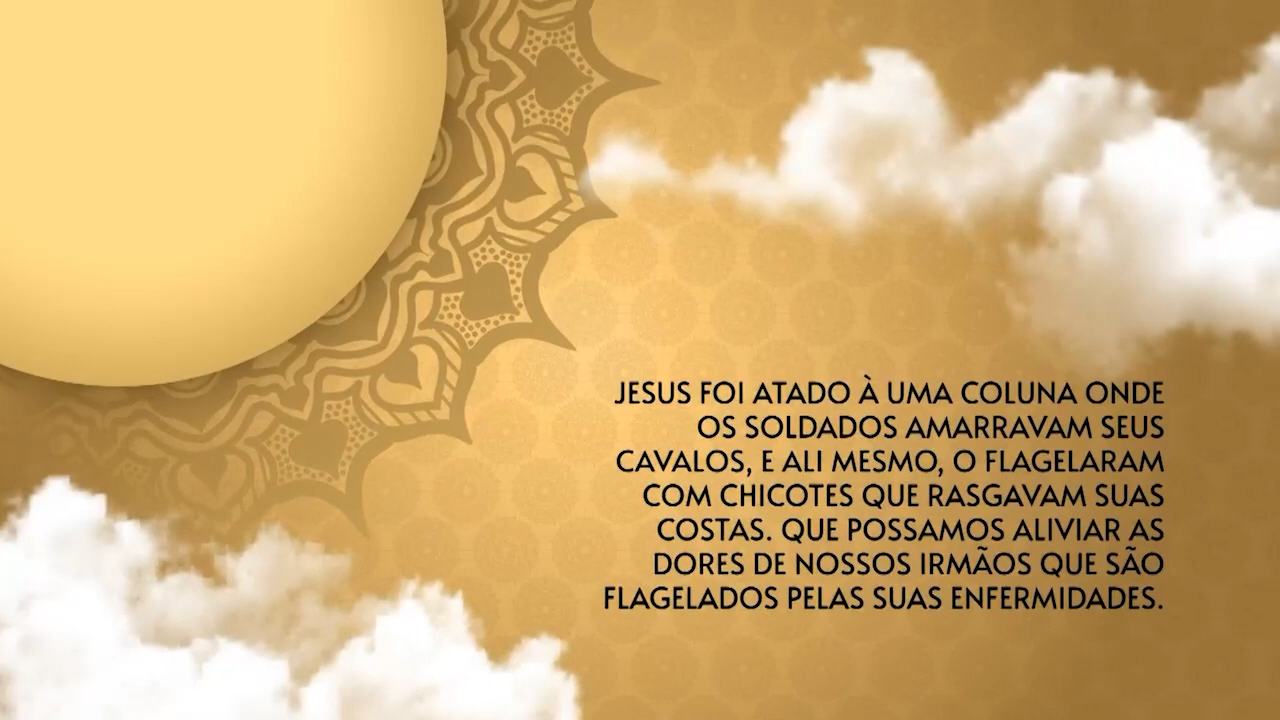 JESUS FOI ATADO À UMA COLUNA ONDE
OS SOLDADOS AMARRAVAM SEUS
CAVALOS, E ALI MESMO, O FLAGELARAM
COM CHICOTES QUE RASGAVAM SUAS
COSTAS. QUE POSSAMOS ALIVIAR AS
DORES DE NOSSOS IRMÃOS QUE SÃO
FLAGELADOS PELAS SUAS ENFERMIDADES.